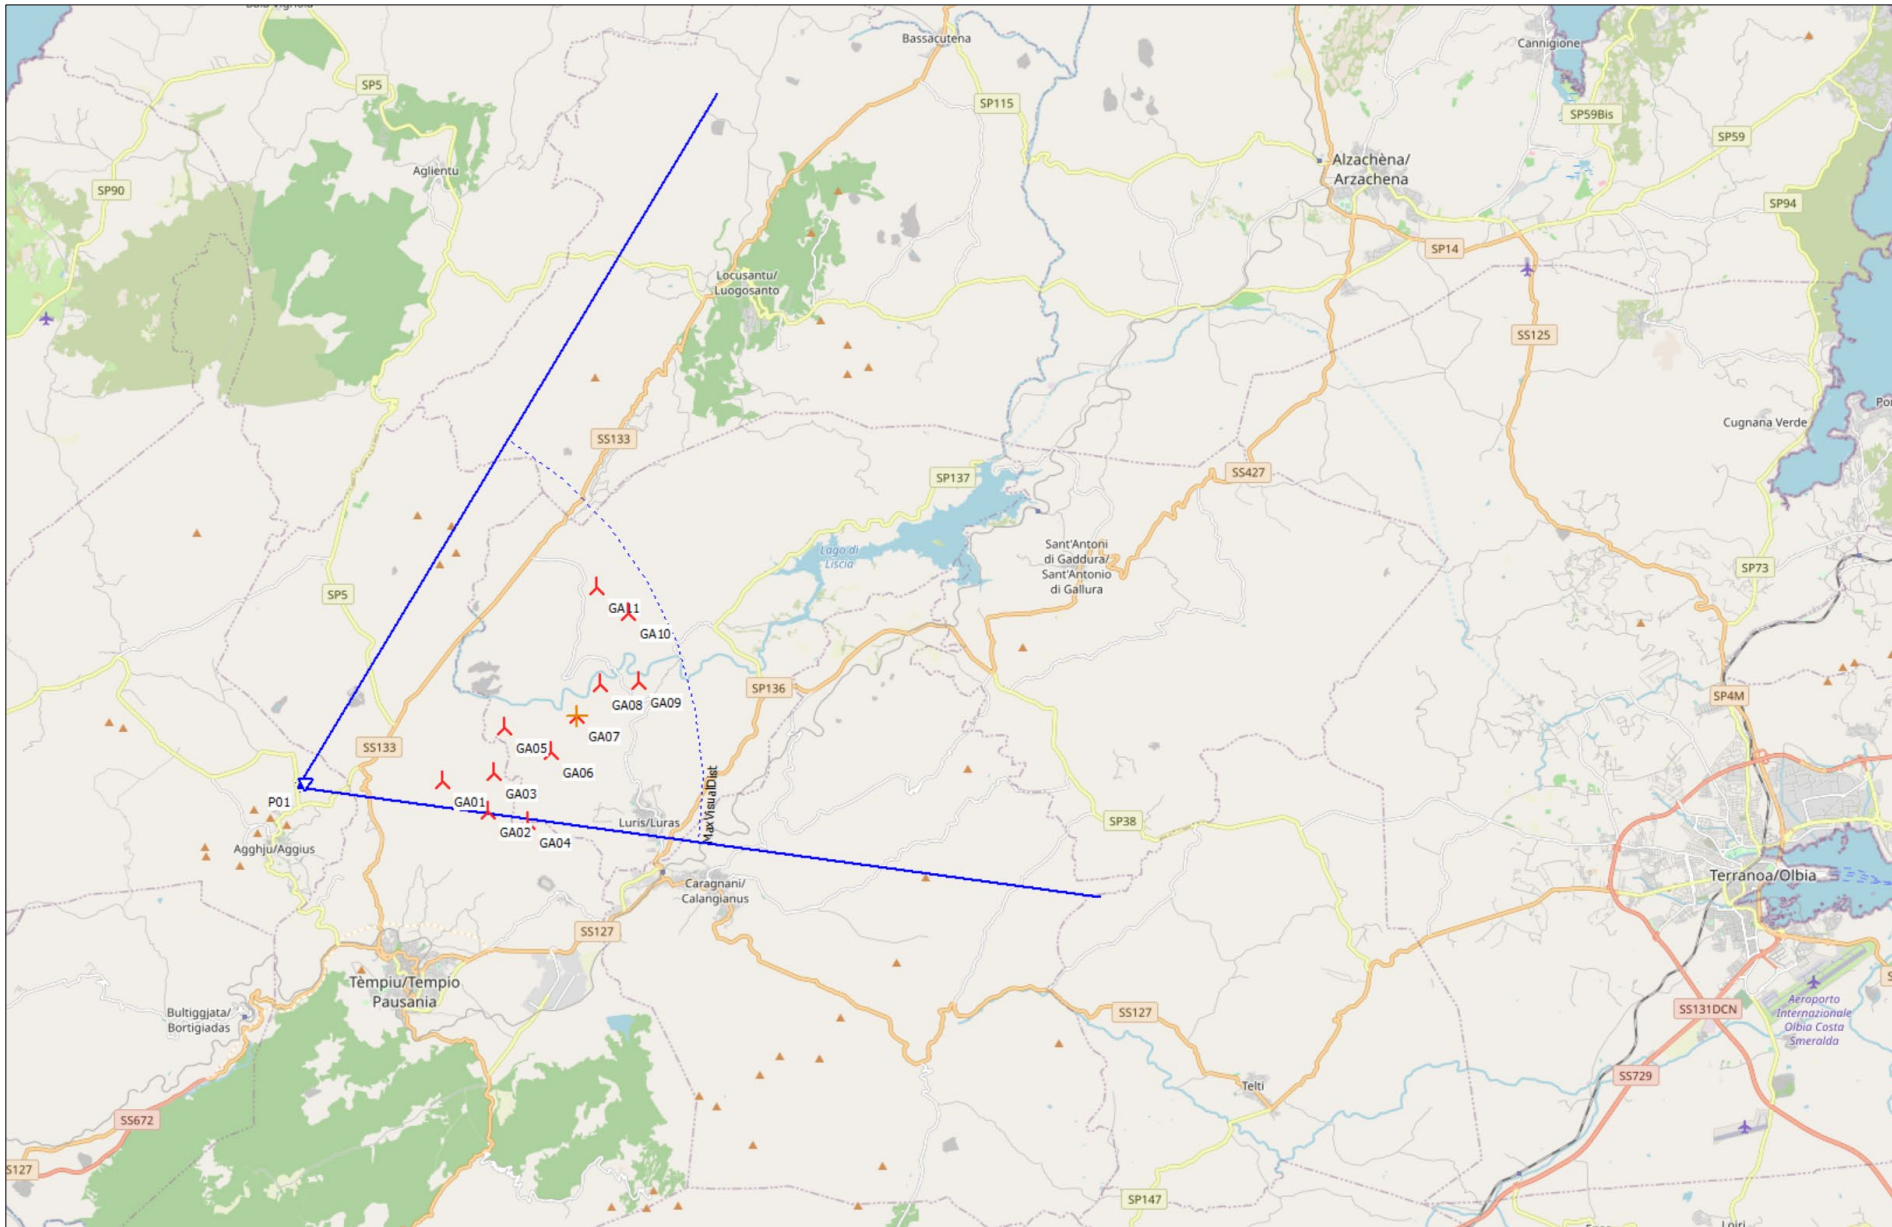 Bassacutena
Cannigione
SP5
SP115
SP59Bis
SP59
Aglientu
Alzachèna/
Arzachena
SP90
SP94
SP14
Locusantu/
Luogosanto
SS125
Cugnana Verde
SS133
SP137
SS427
Lago di
Liscia
Sant'Antoni
di Gaddura/
Sant'Antonio
di Gallura
SP73
SP5
GA11
GA10
SP136
SP4M
GA08
GA09
GA07
SS133
GA05
GA06
P01
GA01
GA03
MaxVisualDist
Luris/Luras
SP38
GA02
GA04
Agghju/Aggius
Terranoa/Olbia
Caragnani/
Calangianus
SS127
Tèmpiu/Tempio
Pausania
Bultiggjata/
Bortigiadas
SS127
SS131DCN
Aeroporto
Internazionale
Olbia Costa
Smeralda
SS729
Telti
SS672
S127
SP147